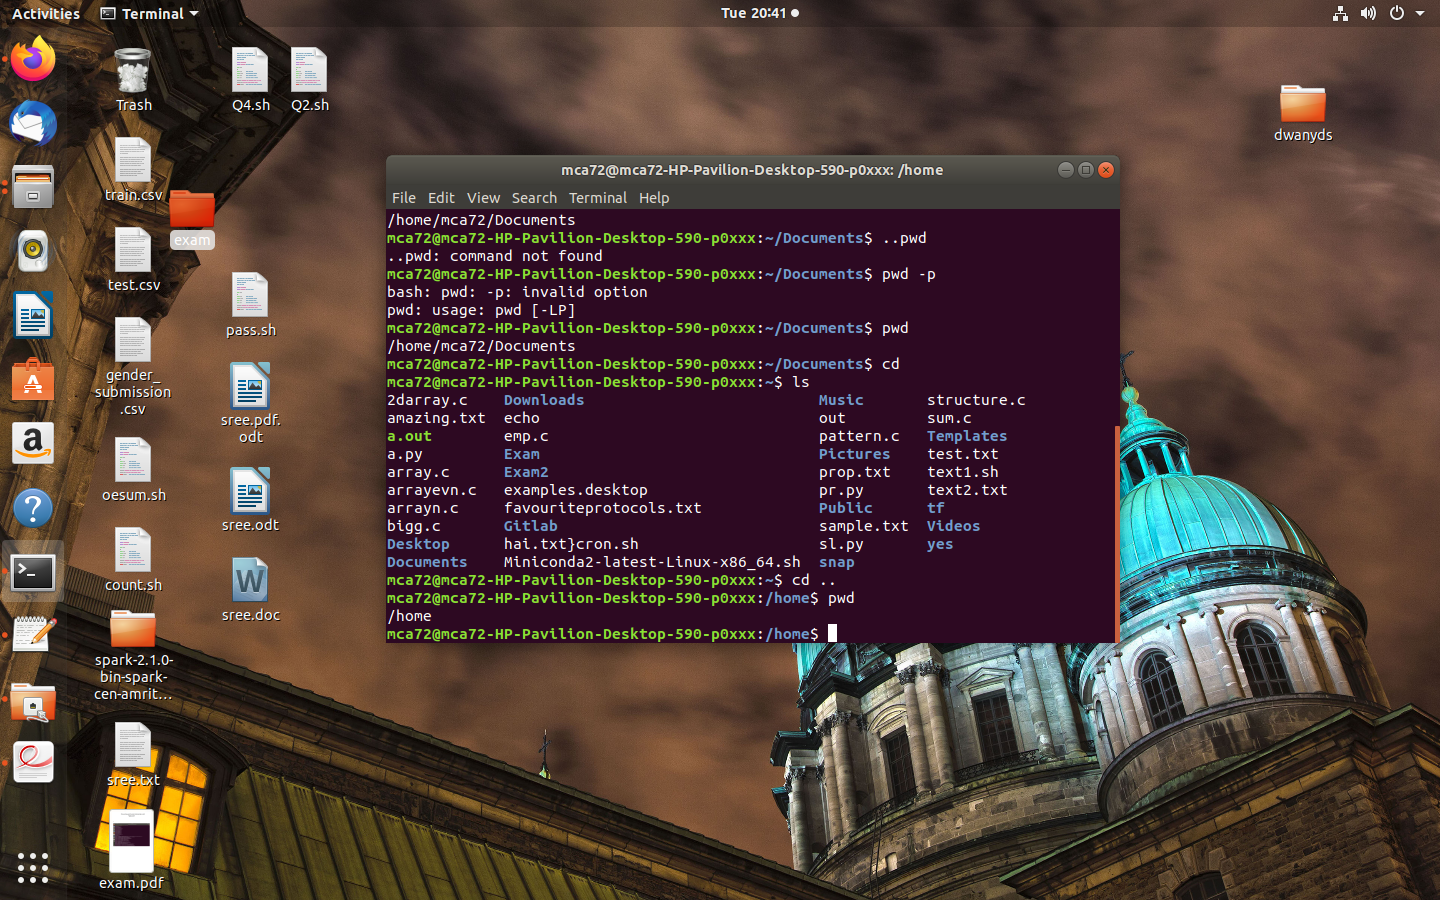 Activities Terminal Tue 20:41
Trash
Q4.sh
Q2.sh
dwanyds
train.csv
exam
test.csv
pass.sh
gender_
submission
.csv
sree.pdf.
odt
oesum.sh
sree.odt
count.sh
sree.doc
spark-2.1.0-
bin-spark-
cen-amrit...
sree.txt
exam.pdf
mca72@mca72-HP-Pavilion-Desktop-590-p0xxx: /home
File Edit View Search Terminal Help
/home/mca72/Documents
mca72@mca72-HP-Pavilion-Desktop-590-p0xxx:~/Documents$ ..pwd
..pwd: command not found
mca72@mca72-HP-Pavilion-Desktop-590-p0xxx:~/Documents$ pwd -p
bash: pwd: -p: invalid option
pwd: usage: pwd [-LP]
mca72@mca72-HP-Pavilion-Desktop-590-p0xxx:~/Documents$ pwd
/home/mca72/Documents
mca72@mca72-HP-Pavilion-Desktop-590-p0xxx:~/Documents$ cd
mca72@mca72-HP-Pavilion-Desktop-590-p0xxx:~$ ls
2darray.c Downloads Music structure.c
amazing.txt echo out sum.c
a.out emp.c pattern.c Templates
a.py Exam Pictures test.txt
array.c Exam2 prop.txt text1.sh
arrayevn.c examples.desktop pr.py text2.txt
arrayn.c favouriteprotocols.txt Public tf
bigg.c Gitlab sample.txt Videos
Desktop hai.txt}cron.sh sl.py yes
Documents Miniconda2-latest-Linux-x86_64.sh snap
mca72@mca72-HP-Pavilion-Desktop-590-p0xxx:~$ cd ..
mca72@mca72-HP-Pavilion-Desktop-590-p0xxx:/home$ pwd
/home
mca72@mca72-HP-Pavilion-Desktop-590-p0xxx:/home$